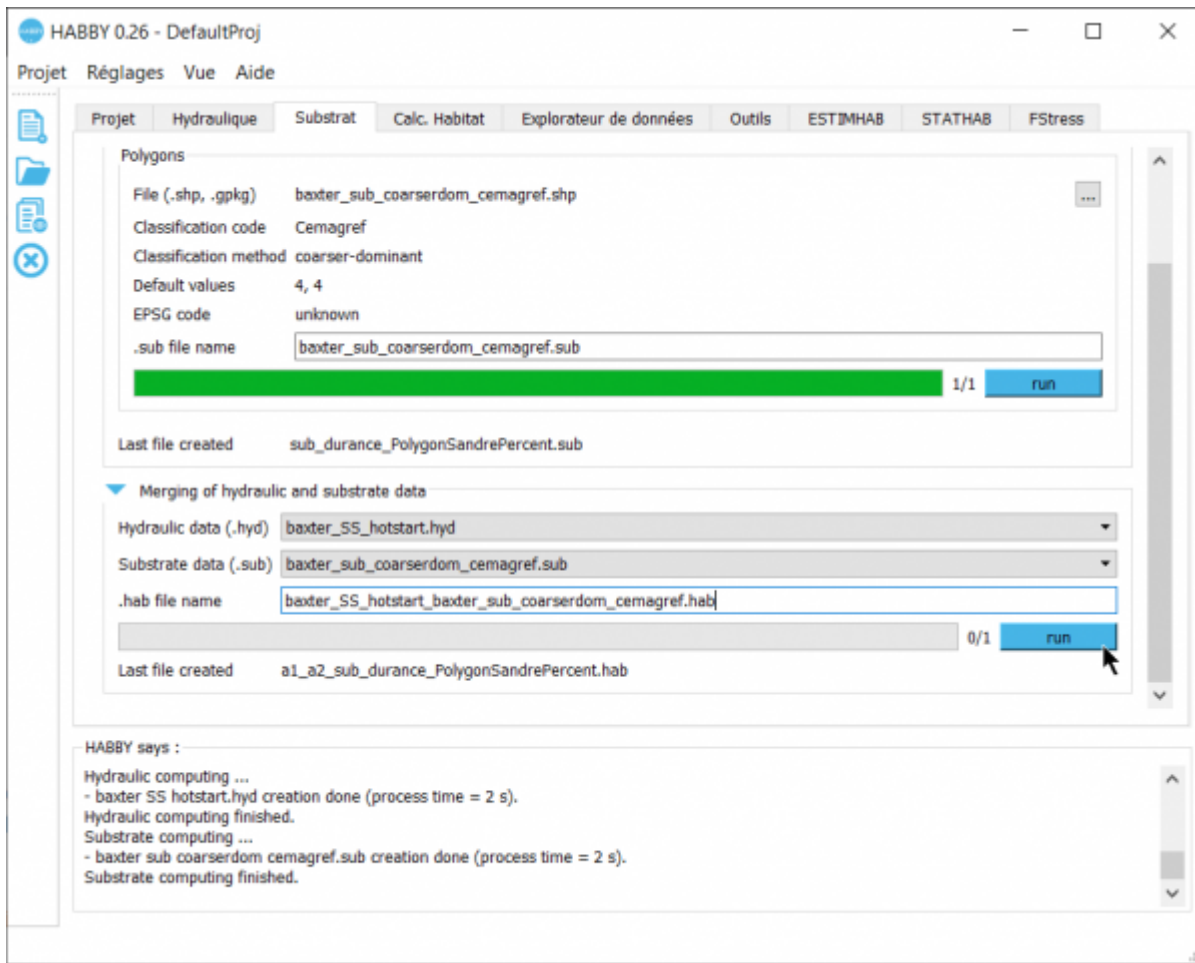 HABBY 0.26 - DefaultProj
Projet Réglages Vue Aide
Projet Hydraulique Substrat Calc. Habitat Explorateur de données Outils ESTIMHAB STATHAB FStress
Polygons
File (.shp, .gpkg) baxter_sub_coarserdom_cemagref.shp ...
Classification code Cemagref
Classification method coarser-dominant
Default values 4, 4
EPSG code unknown
.sub file name baxter_sub_coarserdom_cemagref.sub
1/1 run
Last file created sub_durance_PolygonSandrePercent.sub
Merging of hydraulic and substrate data
Hydraulic data (.hyd) baxter_SS_hotstart.hyd
Substrate data (.sub) baxter_sub_coarserdom_cemagref.sub
.hab file name baxter_SS_hotstart_baxter_sub_coarserdom_cemagref.hab
0/1 run
Last file created a1_a2_sub_durance_PolygonSandrePercent.hab
HABBY says :
Hydraulic computing ...
- baxter SS hotstart.hyd creation done (process time = 2 s).
Hydraulic computing finished.
Substrate computing ...
- baxter sub coarserdom cemagref.sub creation done (process time = 2 s).
Substrate computing finished.